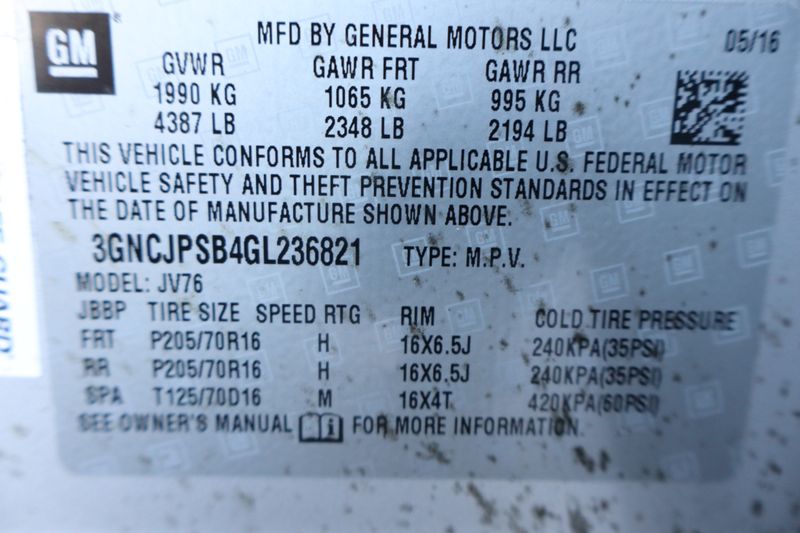 GM
MFD BY GENERAL MOTORS LLC 05/16
GVWR GAWR FRT GAWR RR
1990 KG 1065 KG 995 KG
4387 LB 2348 LB 2194 LB
THIS VEHICLE CONFORMS TO ALL APPLICABLE U.S. FEDERAL MOTOR
VEHICLE SAFETY AND THEFT PREVENTION STANDARDS IN EFFECT ON
THE DATE OF MANUFACTURE SHOWN ABOVE.
3GNCJPSB4GL236821 TYPE: M.P.V.
MODEL: JV76
JBBP TIRE SIZE SPEED RTG RIM COLD TIRE PRESSURE
FRT P205/70R16 H 16X6.5J 240KPA(35PSI)
RR P205/70R16 H 16X6.5J 240KPA(35PSI)
SPA T125/70D16 M 16X4T 420KPA(60PSI)
SEE OWNER'S MANUAL FOR MORE INFORMATION.